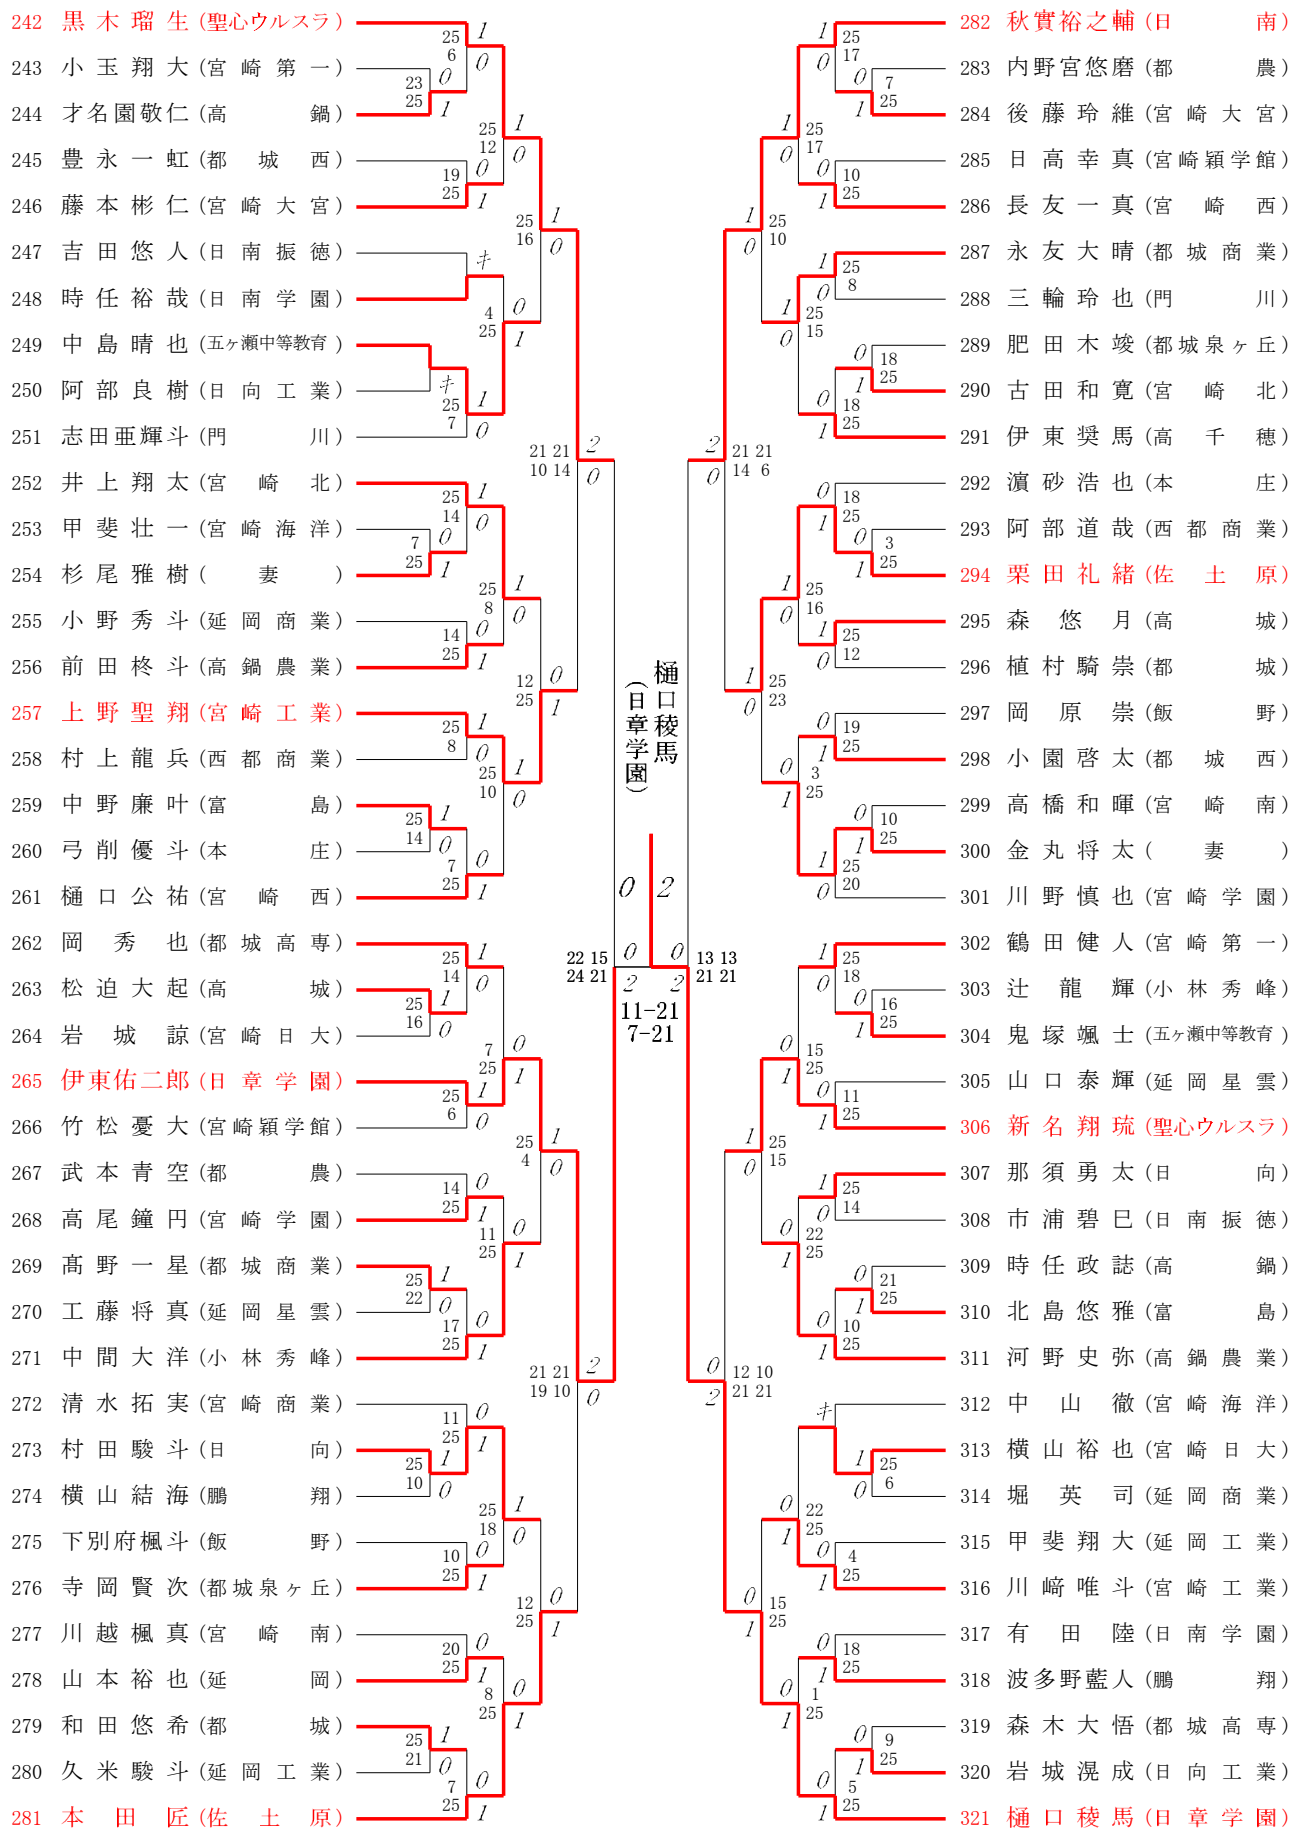 242 黒木瑠生 (聖心ウルスラ)
243 小玉翔大 (宮崎第一)
244 才名園敬仁 (高鍋)
245 豊永一虹 (都城西)
246 藤本彬仁 (宮崎大宮)
247 吉田悠人 (日南振徳)
248 時任裕哉 (日南学園)
249 中島晴也 (五ヶ瀬中等教育)
250 阿部良樹 (日向工業)
251 志田亜輝斗 (門川)
252 井上翔太 (宮崎北)
253 甲斐壮一 (宮崎海洋)
254 杉尾雅樹 (妻)
255 小野秀斗 (延岡商業)
256 前田柊斗 (高鍋農業)
257 上野聖翔 (宮崎工業)
258 村上龍兵 (西都商業)
259 中野廉叶 (富島)
260 弓削優斗 (本庄)
261 樋口公祐 (宮崎西)
262 岡秀也 (都城高専)
263 松迫大起 (高城)
264 岩城諒 (宮崎日大)
265 伊東佑二郎 (日章学園)
266 竹松憂大 (宮崎穎学館)
267 武本青空 (都農)
268 高尾鐘円 (宮崎学園)
269 髙野一星 (都城商業)
270 工藤将真 (延岡星雲)
271 中間大洋 (小林秀峰)
272 清水拓実 (宮崎商業)
273 村田駿斗 (日向)
274 横山結海 (鵬翔)
275 下別府楓斗 (飯野)
276 寺岡賢次 (都城泉ヶ丘)
277 川越楓真 (宮崎南)
278 山本裕也 (延岡)
279 和田悠希 (都城)
280 久米駿斗 (延岡工業)
281 本田匠 (佐土原)
樋口稜馬
(日章学園)
0 2
22 15 0
24 21 2
0 13 13
2 21 21
11-21
7-21
21 21 2
10 14 0
21 21 2
19 10 0
2 21 21
0 14 6
0 12 10
2 21 21
282 秋實裕之輔 (日南)
283 内野宮悠磨 (都農)
284 後藤玲維 (宮崎大宮)
285 日高幸真 (宮崎穎学館)
286 長友一真 (宮崎西)
287 永友大晴 (都城商業)
288 三輪玲也 (門川)
289 肥田木竣 (都城泉ヶ丘)
290 古田和寛 (宮崎北)
291 伊東奨馬 (高千穂)
292 濵砂浩也 (本庄)
293 阿部道哉 (西都商業)
294 栗田礼緒 (佐土原)
295 森悠月 (高城)
296 植村騎崇 (都城)
297 岡原崇 (飯野)
298 小園啓太 (都城西)
299 高橋和暉 (宮崎南)
300 金丸将太 (妻)
301 川野慎也 (宮崎学園)
302 鶴田健人 (宮崎第一)
303 辻龍輝 (小林秀峰)
304 鬼塚颯士 (五ヶ瀬中等教育)
305 山口泰輝 (延岡星雲)
306 新名翔琉 (聖心ウルスラ)
307 那須勇太 (日向)
308 市浦碧巳 (日南振徳)
309 時任政誌 (高鍋)
310 北島悠雅 (富島)
311 河野史弥 (高鍋農業)
312 中山徹 (宮崎海洋)
313 横山裕也 (宮崎日大)
314 堀英司 (延岡商業)
315 甲斐翔大 (延岡工業)
316 川﨑唯斗 (宮崎工業)
317 有田陸 (日南学園)
318 波多野藍人 (鵬翔)
319 森木大悟 (都城高専)
320 岩城滉成 (日向工業)
321 樋口稜馬 (日章学園)